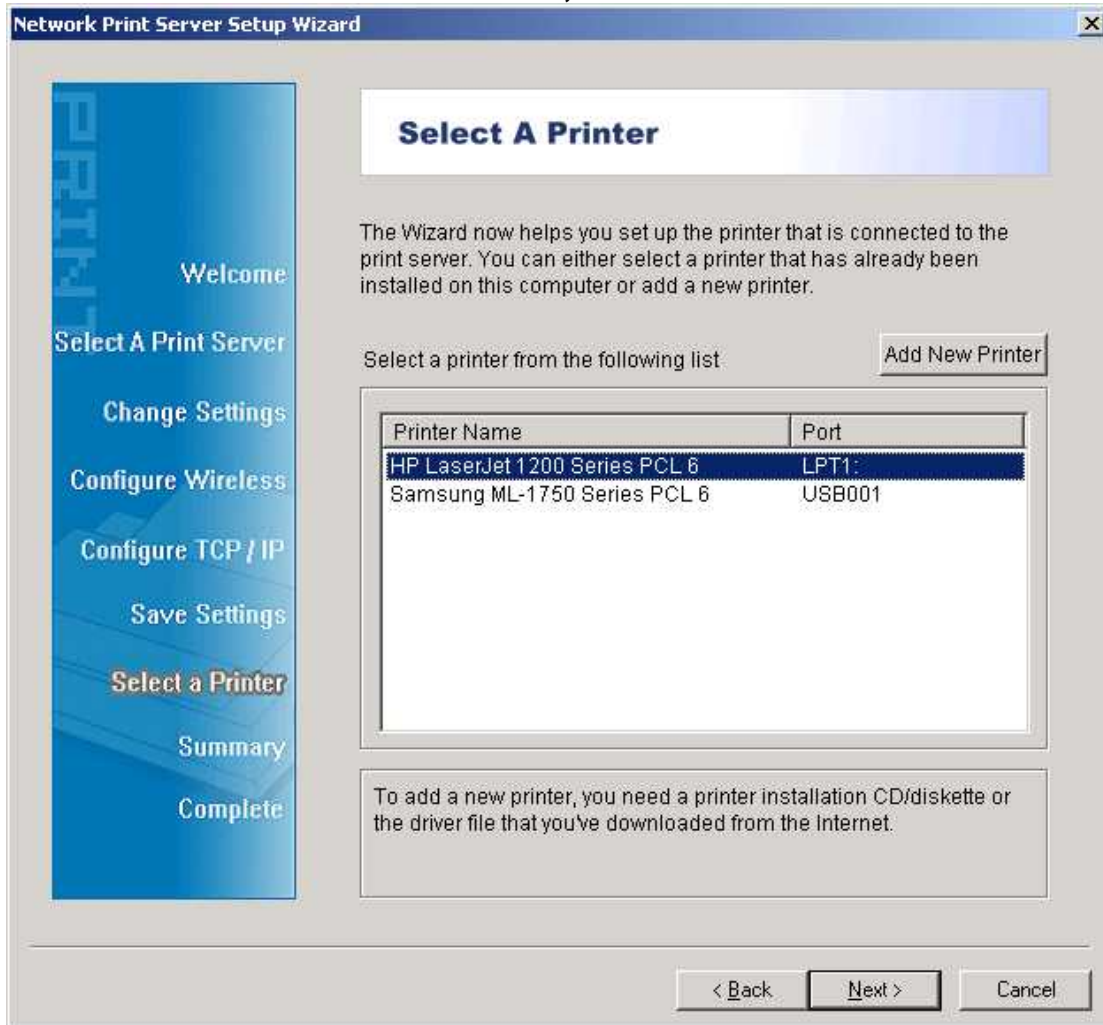 Network Print Server Setup Wizard
PRINT
Welcome
Select A Print Server
Change Settings
Configure Wireless
Configure TCP / IP
Save Settings
Select a Printer
Summary
Complete
Select A Printer
The Wizard now helps you set up the printer that is connected to the
print server. You can either select a printer that has already been
installed on this computer or add a new printer.
Select a printer from the following list
Add New Printer
Printer Name Port
HP LaserJet 1200 Series PCL 6 LPT1:
Samsung ML-1750 Series PCL 6 USB001
To add a new printer, you need a printer installation CD/diskette or
the driver file that you've downloaded from the Internet.
< Back Next > Cancel